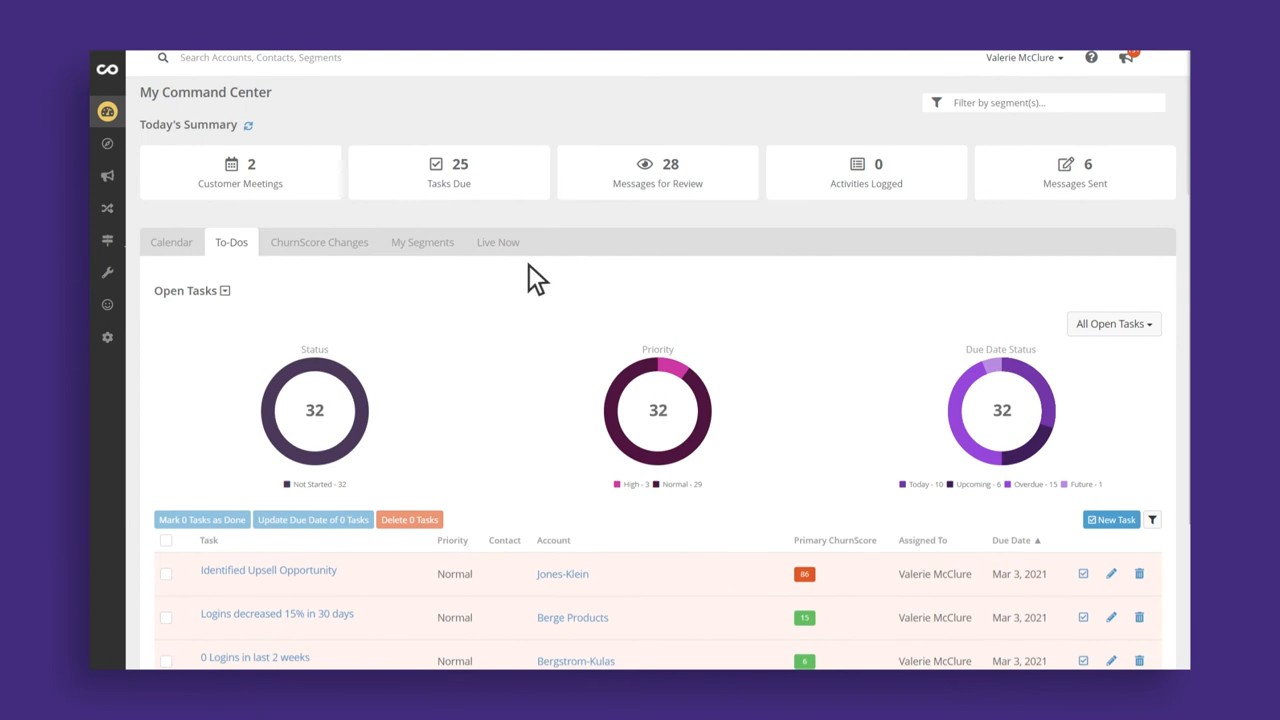 Search Accounts, Contacts, Segments
Valerie McClure
My Command Center
Filter by segment(s)...
Today's Summary
2
Customer Meetings
25
Tasks Due
28
Messages for Review
0
Activities Logged
6
Messages Sent
Calendar To-Dos ChurnScore Changes My Segments Live Now
Open Tasks
All Open Tasks
Status Priority Due Date Status
32 32 32
Not Started - 32
High - 3 Normal - 29
Today - 10 Upcoming - 6 Overdue - 15 Future - 1
Mark 0 Tasks as Done Update Due Date of 0 Tasks Delete 0 Tasks New Task
Task Priority Contact Account Primary ChurnScore Assigned To Due Date
Identified Upsell Opportunity Normal Jones-Klein 86 Valerie McClure Mar 3, 2021
Logins decreased 15% in 30 days Normal Berge Products 15 Valerie McClure Mar 3, 2021
0 Logins in last 2 weeks Normal Bergstrom-Kulas 6 Valerie McClure Mar 3, 2021